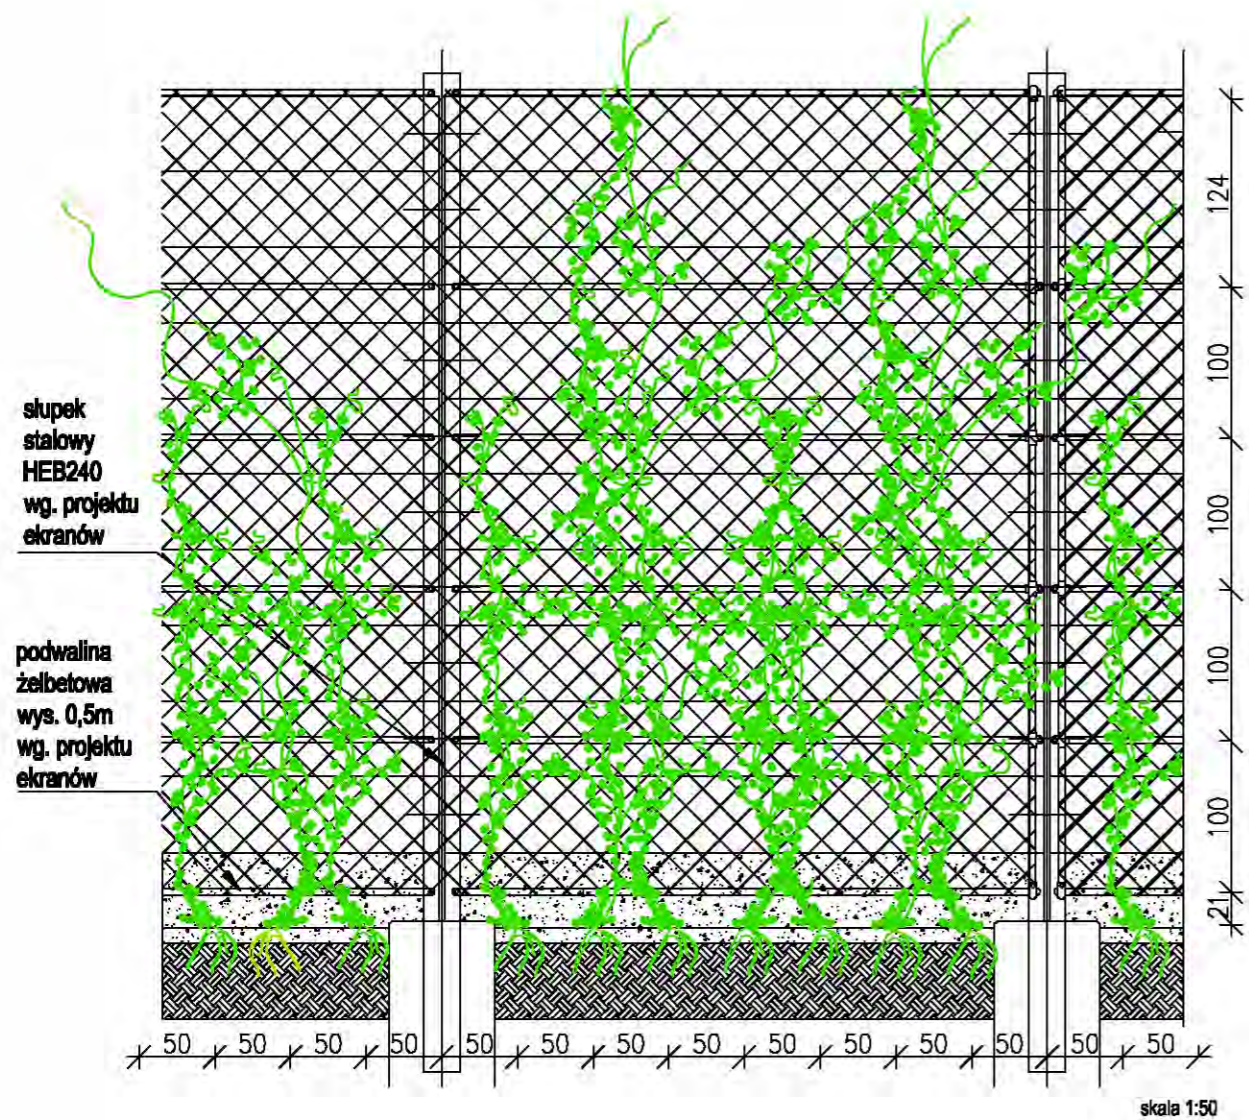 124
100
słupek
stalowy
HEB240
wg. projektu
ekranów
100
podwalina
żelbetowa
wys. 0,5m
wg. projektu
ekranów
100
100
21
50 50 50 50 50 50 50 50 50 50 50 50 50 50
skala 1:50